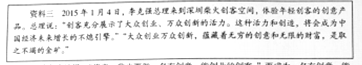 资料三 2015年1月4日，李克强总理来到深圳柴火创客空间，体验年轻创客的创意产
品。总理说：“创客充分展示了大众创业、万众创新的活力。这种活力和创造，将会成为中
国经济未来增长的不熄引擎。”“大众创业万众创新，蕴藏着无穷的创意和无限的财富，是取
之不竭的金矿。”